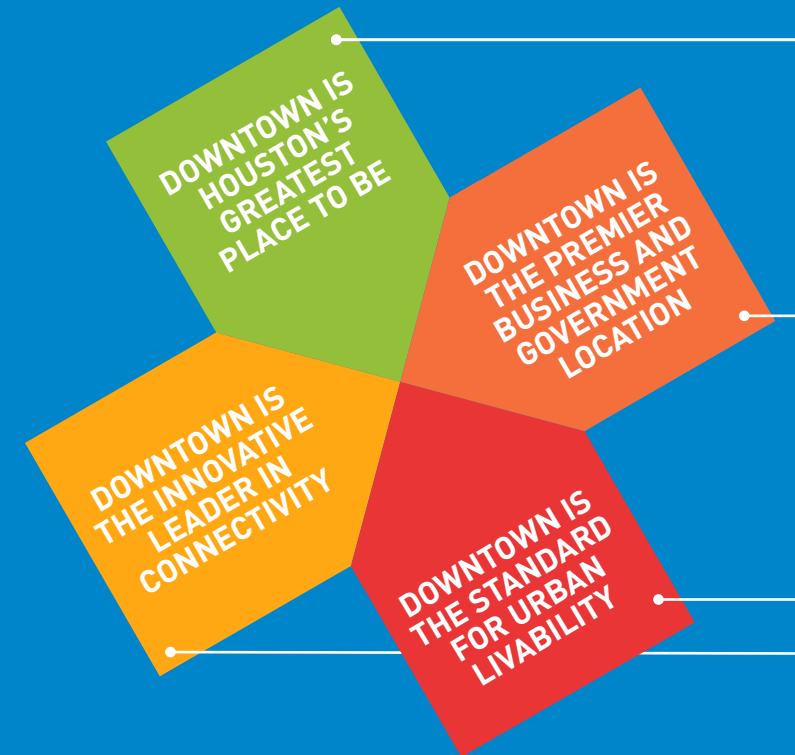 DOWNTOWN IS
HOUSTON'S
GREATEST
PLACE TO BE
DOWNTOWN IS
THE PREMIER
BUSINESS AND
GOVERNMENT
LOCATION
DOWNTOWN IS
THE INNOVATIVE
LEADER IN
CONNECTIVITY
DOWNTOWN IS
THE STANDARD
FOR URBAN
LIVABILITY